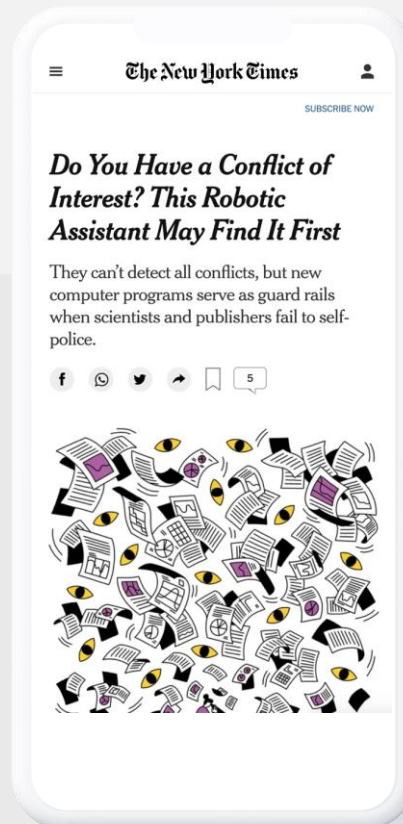 The New York Times
SUBSCRIBE NOW
Do You Have a Conflict of
Interest? This Robotic
Assistant May Find It First
They can’t detect all conflicts, but new
computer programs serve as guard rails
when scientists and publishers fail to self-
police.
5